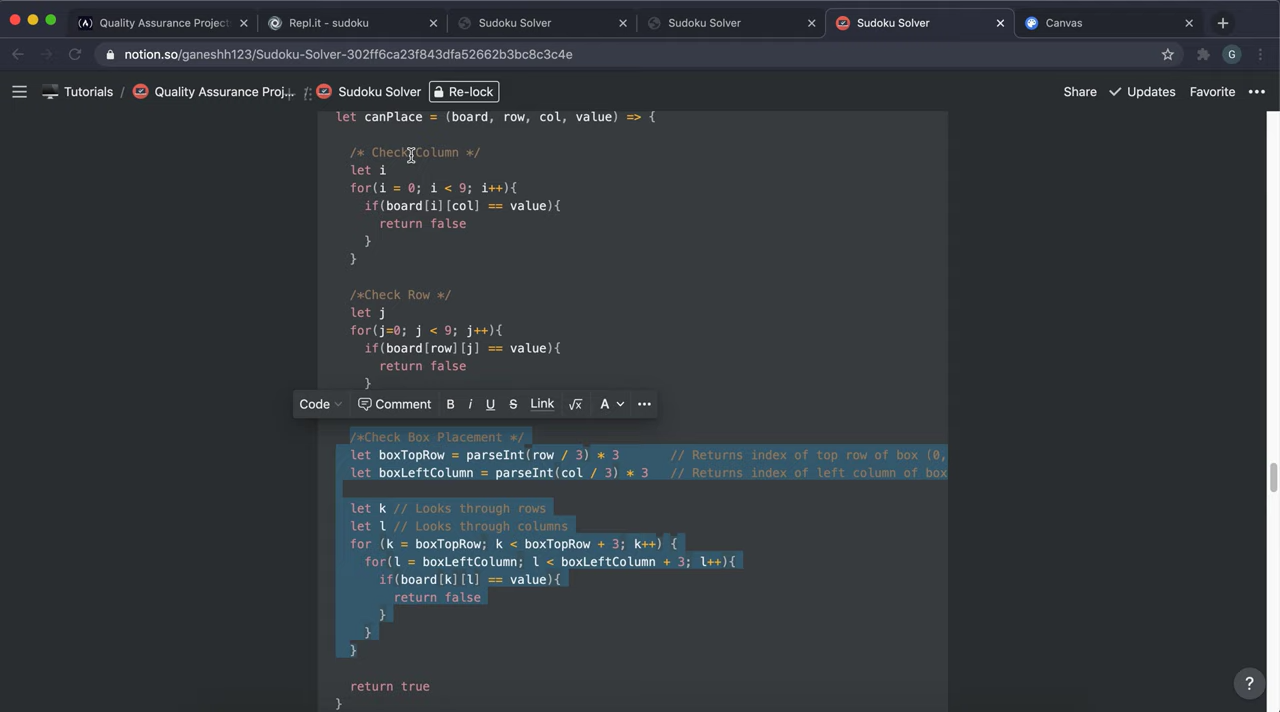 Quality Assurance Project
Repl.it - sudoku
Sudoku Solver
Sudoku Solver
Sudoku Solver
Canvas
notion.so/ganeshh123/Sudoku-Solver-302ff6ca23f843dfa52662b3bc8c3c4e
G
Tutorials / Quality Assurance Proj... / Sudoku Solver Re-lock
Share Updates Favorite
let canPlace = (board, row, col, value) => {
/* Check Column */
let i
for(i = 0; i < 9; i++){
if(board[i][col] == value){
return false
}
}
/*Check Row */
let j
for(j=0; j < 9; j++){
if(board[row][j] == value){
return false
}
Code Comment B i U S Link √x A
/*Check Box Placement */
let boxTopRow = parseInt(row / 3) * 3 // Returns index of top row of box (0,
let boxLeftColumn = parseInt(col / 3) * 3 // Returns index of left column of box
let k // Looks through rows
let l // Looks through columns
for (k = boxTopRow; k < boxTopRow + 3; k++) {
for(l = boxLeftColumn; l < boxLeftColumn + 3; l++){
if(board[k][l] == value){
return false
}
}
}
return true
}
?